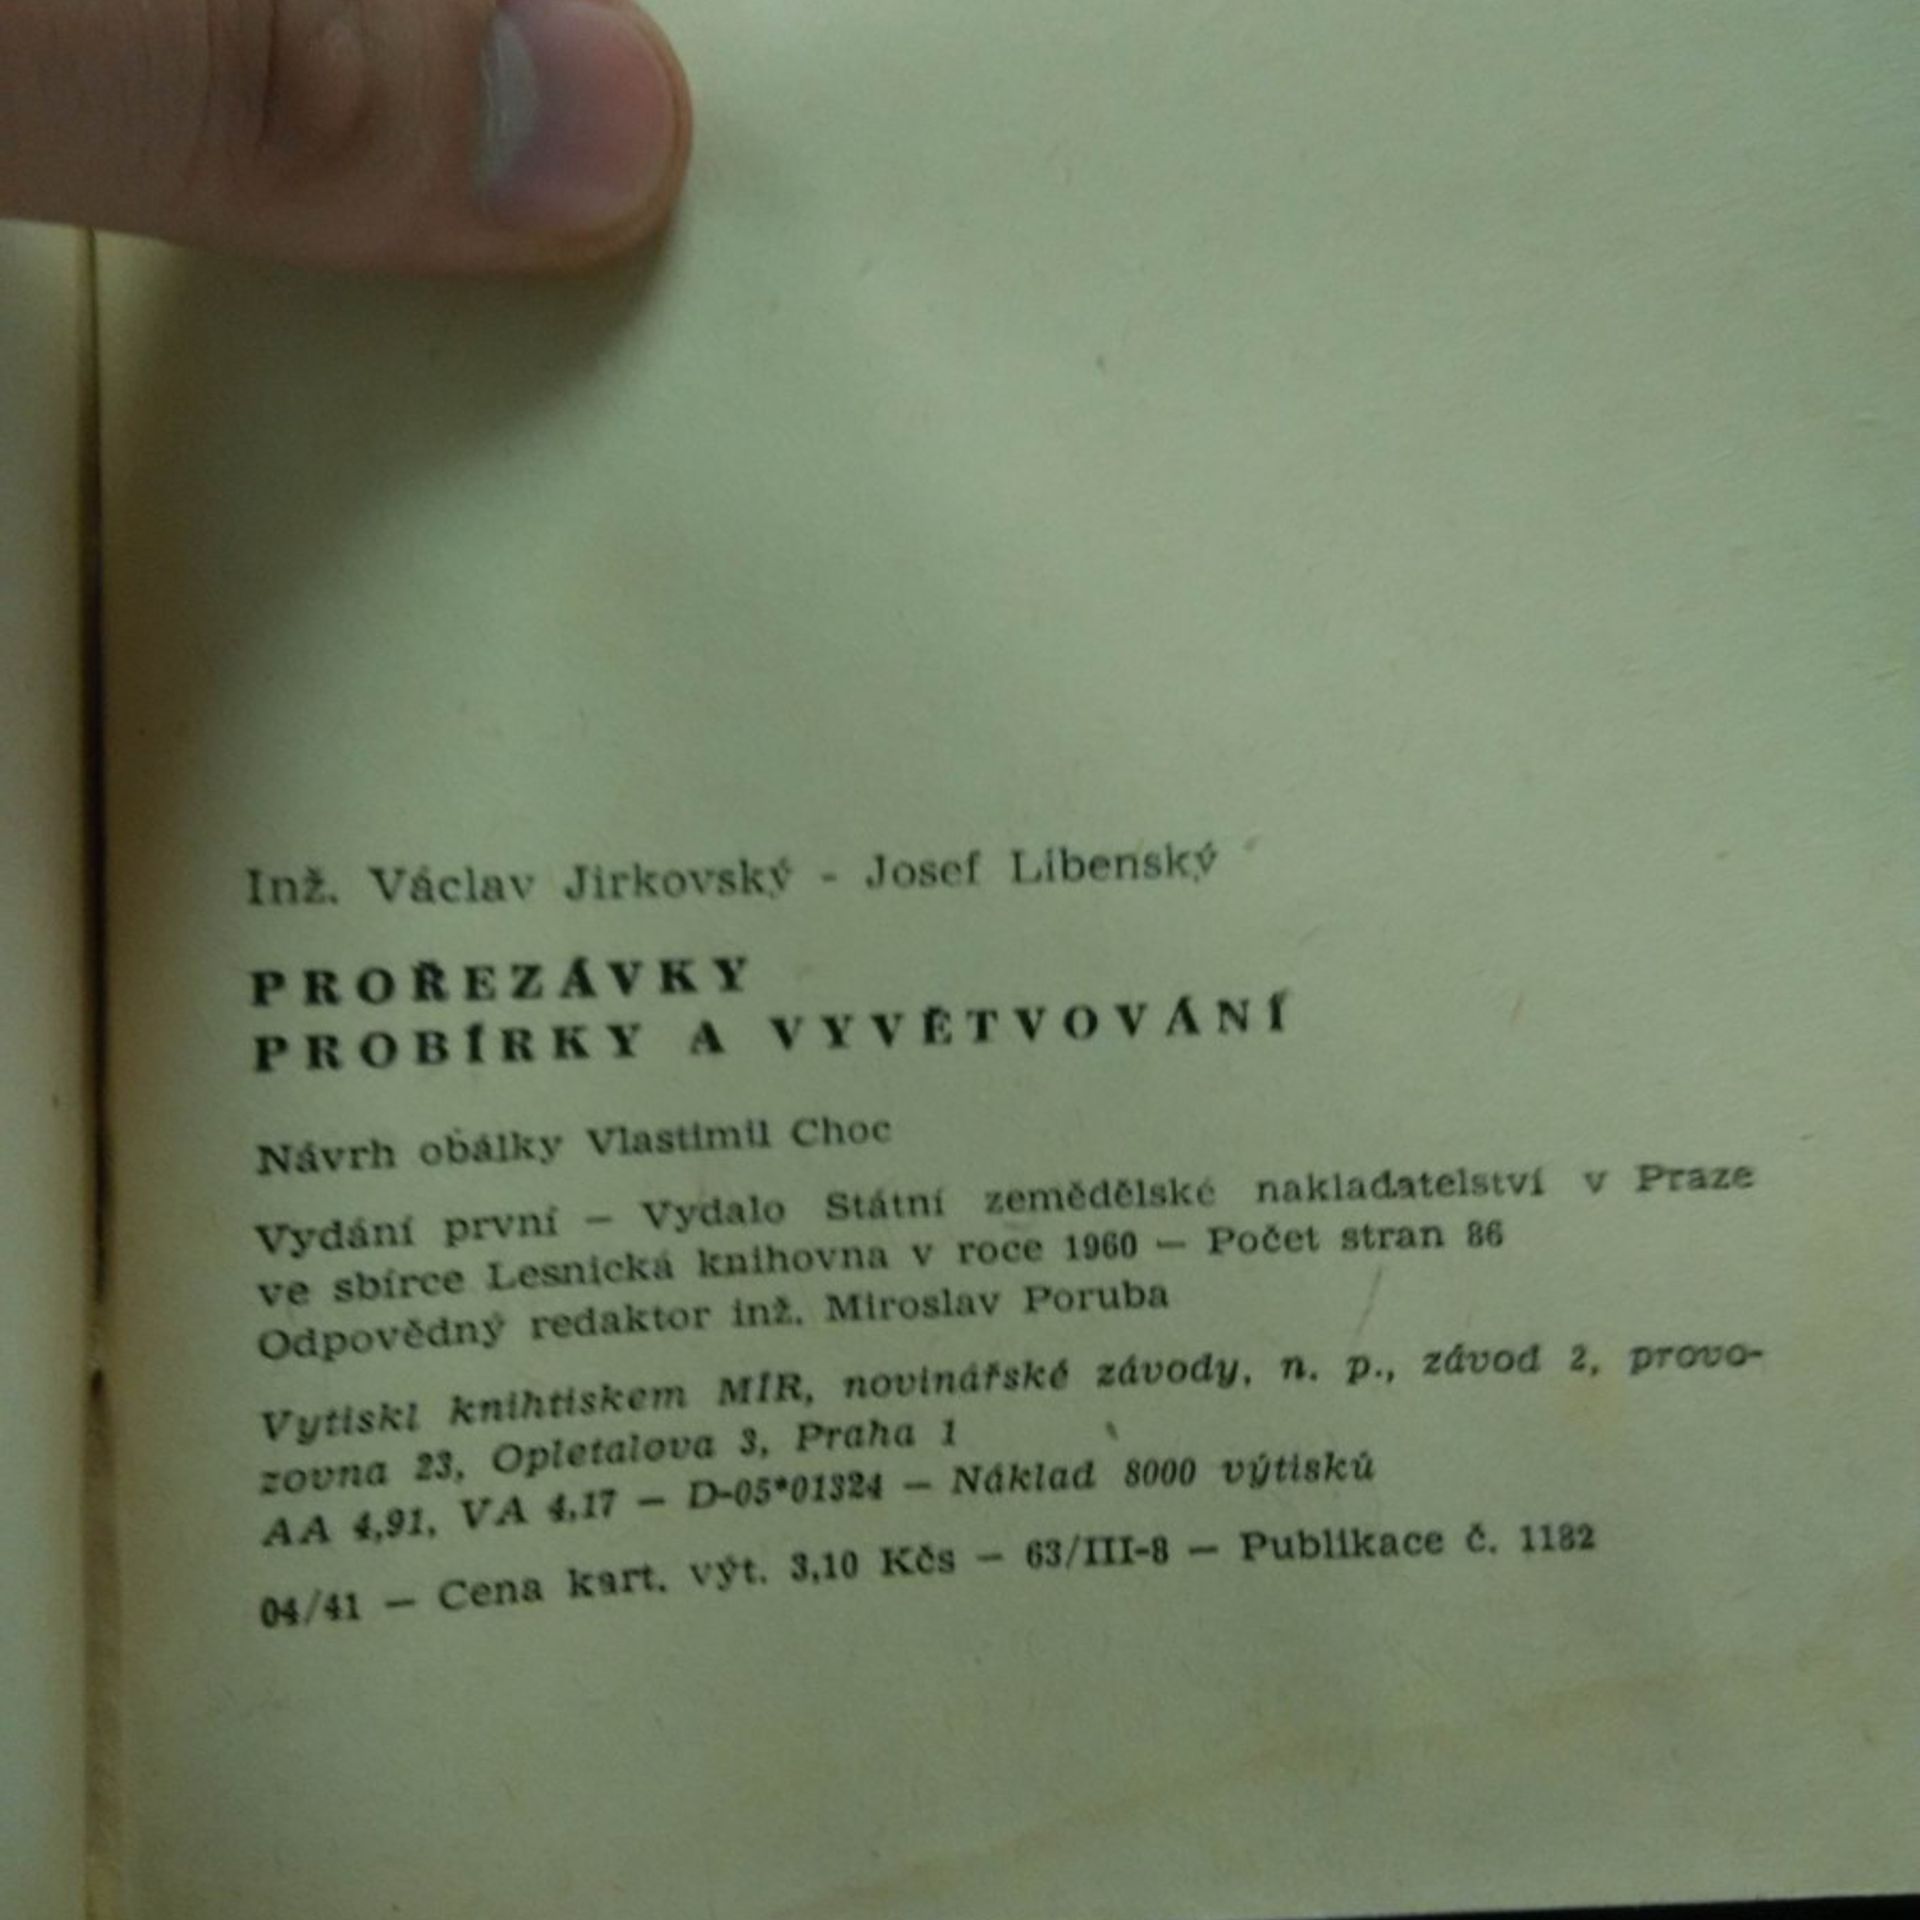 Inž. Václav Jirkovský - Josef Libenský
PROŘEZÁVKY
PROBÍRKY A VYVĚTVOVÁNÍ
Návrh obálky Vlastimil Choc
Vydání první — Vydalo Státní zemědělské nakladatelství v Praze
ve sbírce Lesnická knihovna v roce 1960 — Počet stran 86
Odpovědný redaktor inž. Miroslav Poruba
Vytiskl knihtiskem MÍR, novinářské závody, n. p., závod 2, provo-
zovna 23, Opletalova 3, Praha 1
AA 4,91, VA 4,17 — D-05*01324 — Náklad 8000 výtisků
04/41 — Cena kart. výt. 3,10 Kčs — 63/III-8 — Publikace č. 1182